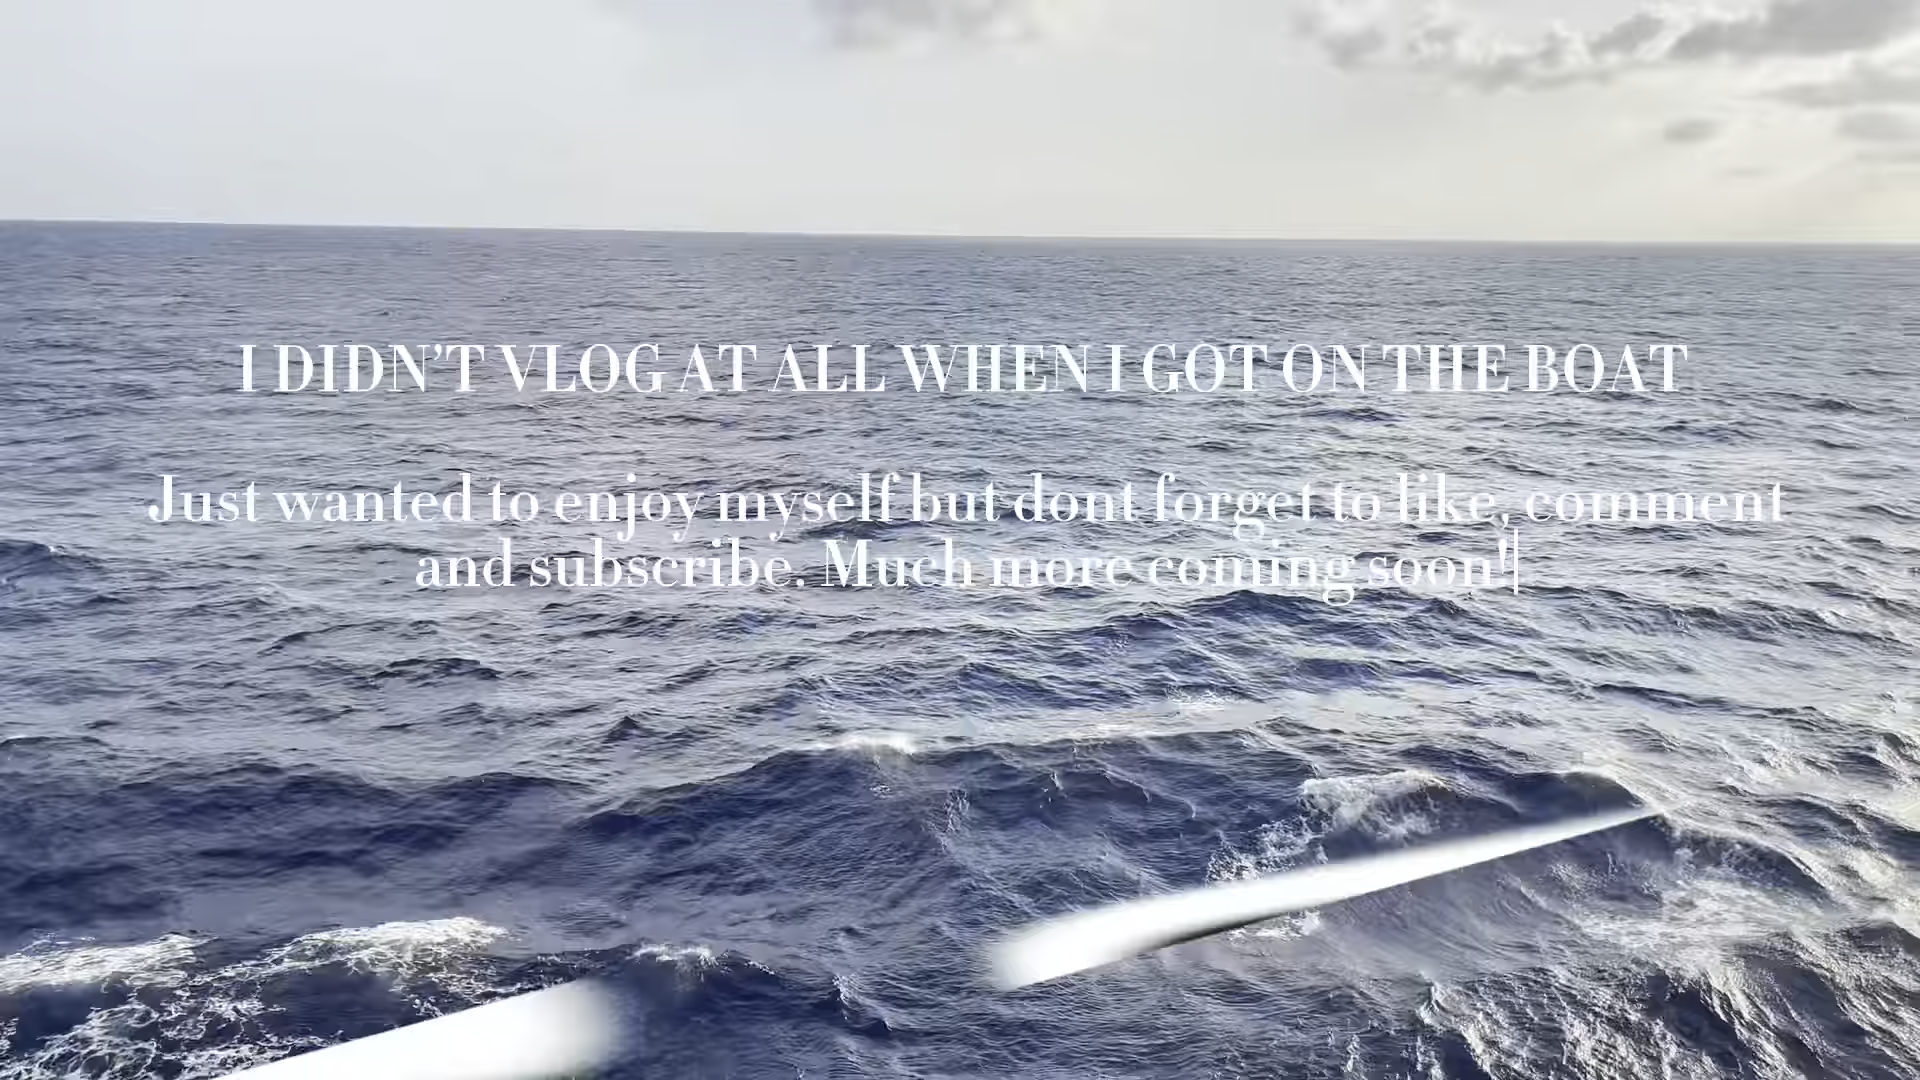 I DIDN'T VLOG AT ALL WHEN I GOT ON THE BOAT
Just wanted to enjoy myself but dont forget to like, comment
and subscribe. Much more coming soon!